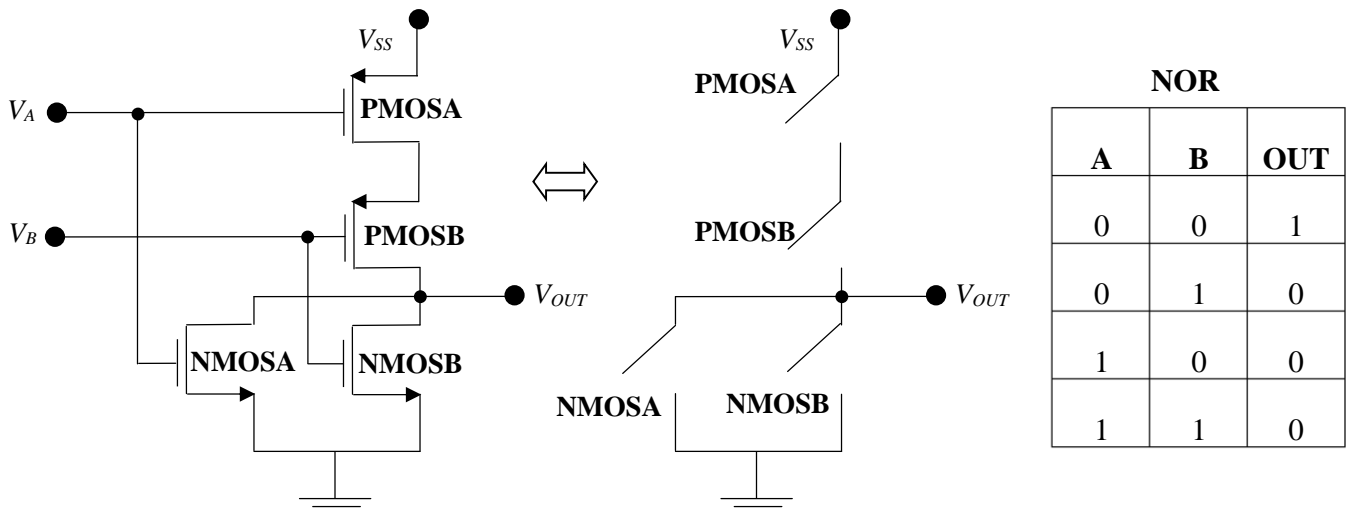 V_SS
V_A
PMOSA
V_B
PMOSB
V_OUT
NMOSA
NMOSB
V_SS
PMOSA
PMOSB
V_OUT
NMOSA
NMOSB
NOR
A B OUT
0 0 1
0 1 0
1 0 0
1 1 0